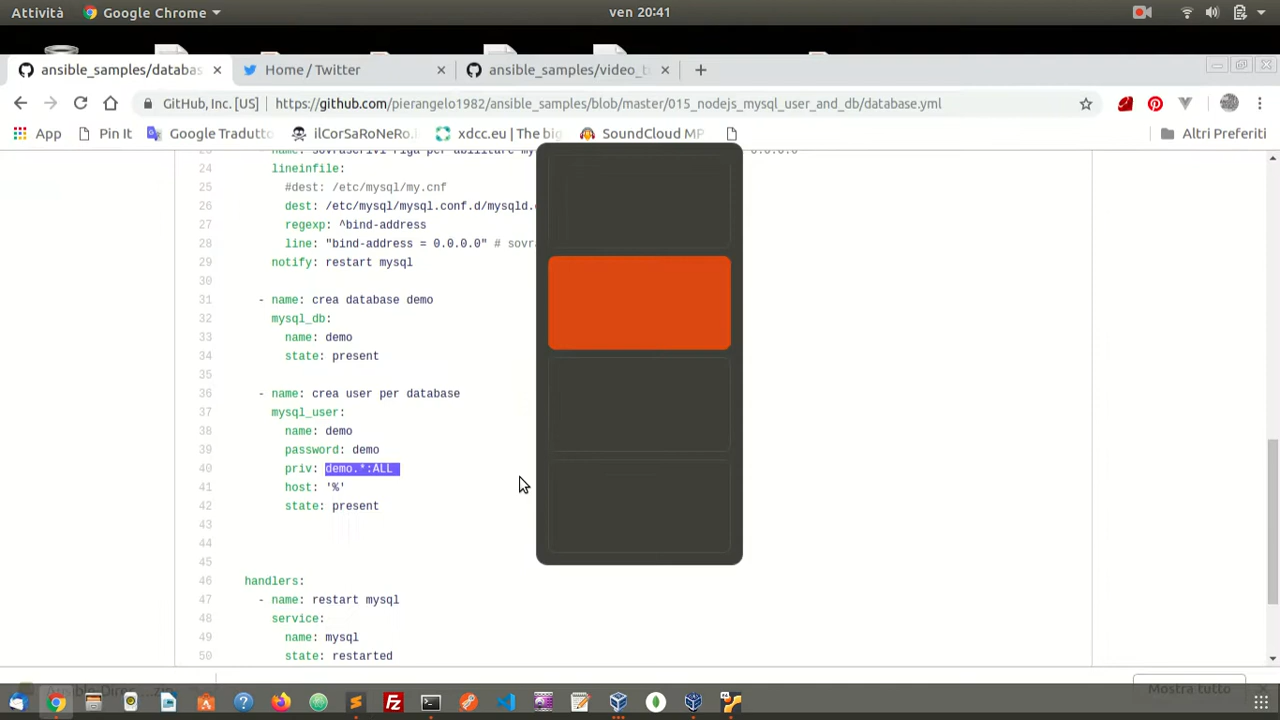 Attività
Google Chrome
ven 20:41
ansible_samples/databas
Home / Twitter
ansible_samples/video_t
GitHub, Inc. [US]
https://github.com/pierangelo1982/ansible_samples/blob/master/015_nodejs_mysql_user_and_db/database.yml
App
Pin It
Google Tradutto
ilCorSaRoNeRo.
xdcc.eu | The big
SoundCloud MP
Altri Preferiti
24 lineinfile:
25 #dest: /etc/mysql/my.cnf
26 dest: /etc/mysql/mysql.conf.d/mysqld.c
27 regexp: ^bind-address
28 line: "bind-address = 0.0.0.0" # sovra
29 notify: restart mysql
30
31 - name: crea database demo
32 mysql_db:
33 name: demo
34 state: present
35
36 - name: crea user per database
37 mysql_user:
38 name: demo
39 password: demo
40 priv: demo.*:ALL
41 host: '%'
42 state: present
43
44
45
46 handlers:
47 - name: restart mysql
48 service:
49 name: mysql
50 state: restarted
Mostra tutto